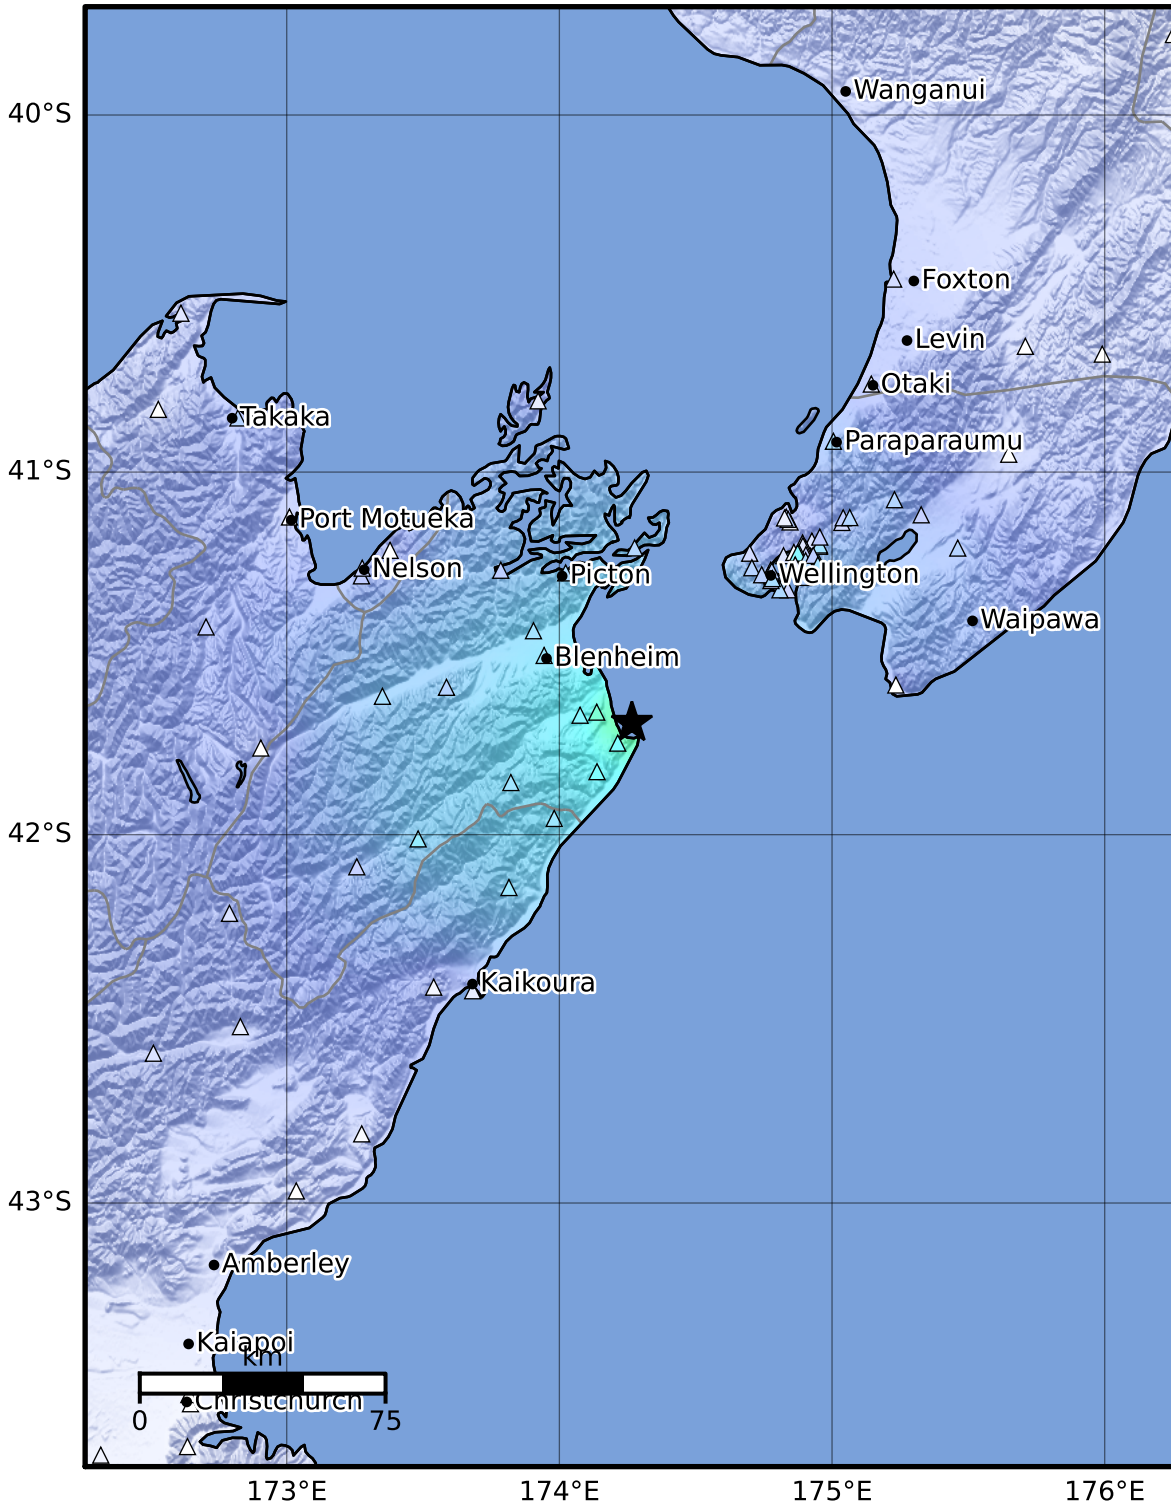 Wanganui
40°S
Foxton
Levin
Otaki
Takaka
Paraparaumu
41°S
Port Motueka
Nelson
Picton
Wellington
Waipawa
Blenheim
42°S
Kaikoura
43°S
Amberley
Kaiapoi
km
Christchurch
0 75
173°E 174°E 175°E 176°E